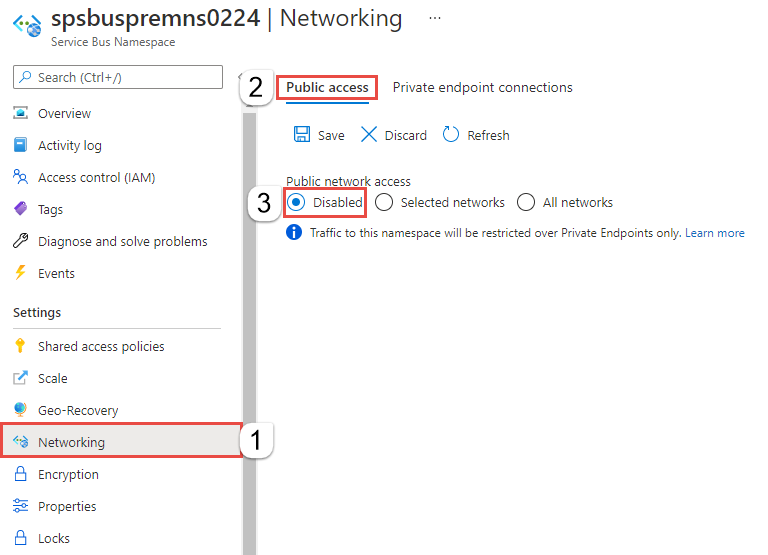 spsbuspremns0224 | Networking ...
Service Bus Namespace
Search (Ctrl+/)
Overview
Activity log
Access control (IAM)
Tags
Diagnose and solve problems
Events
Settings
Shared access policies
Scale
Geo-Recovery
Networking
1
Encryption
Properties
Locks
2
Public access Private endpoint connections
Save Discard Refresh
Public network access
3
Disabled Selected networks All networks
Traffic to this namespace will be restricted over Private Endpoints only. Learn more